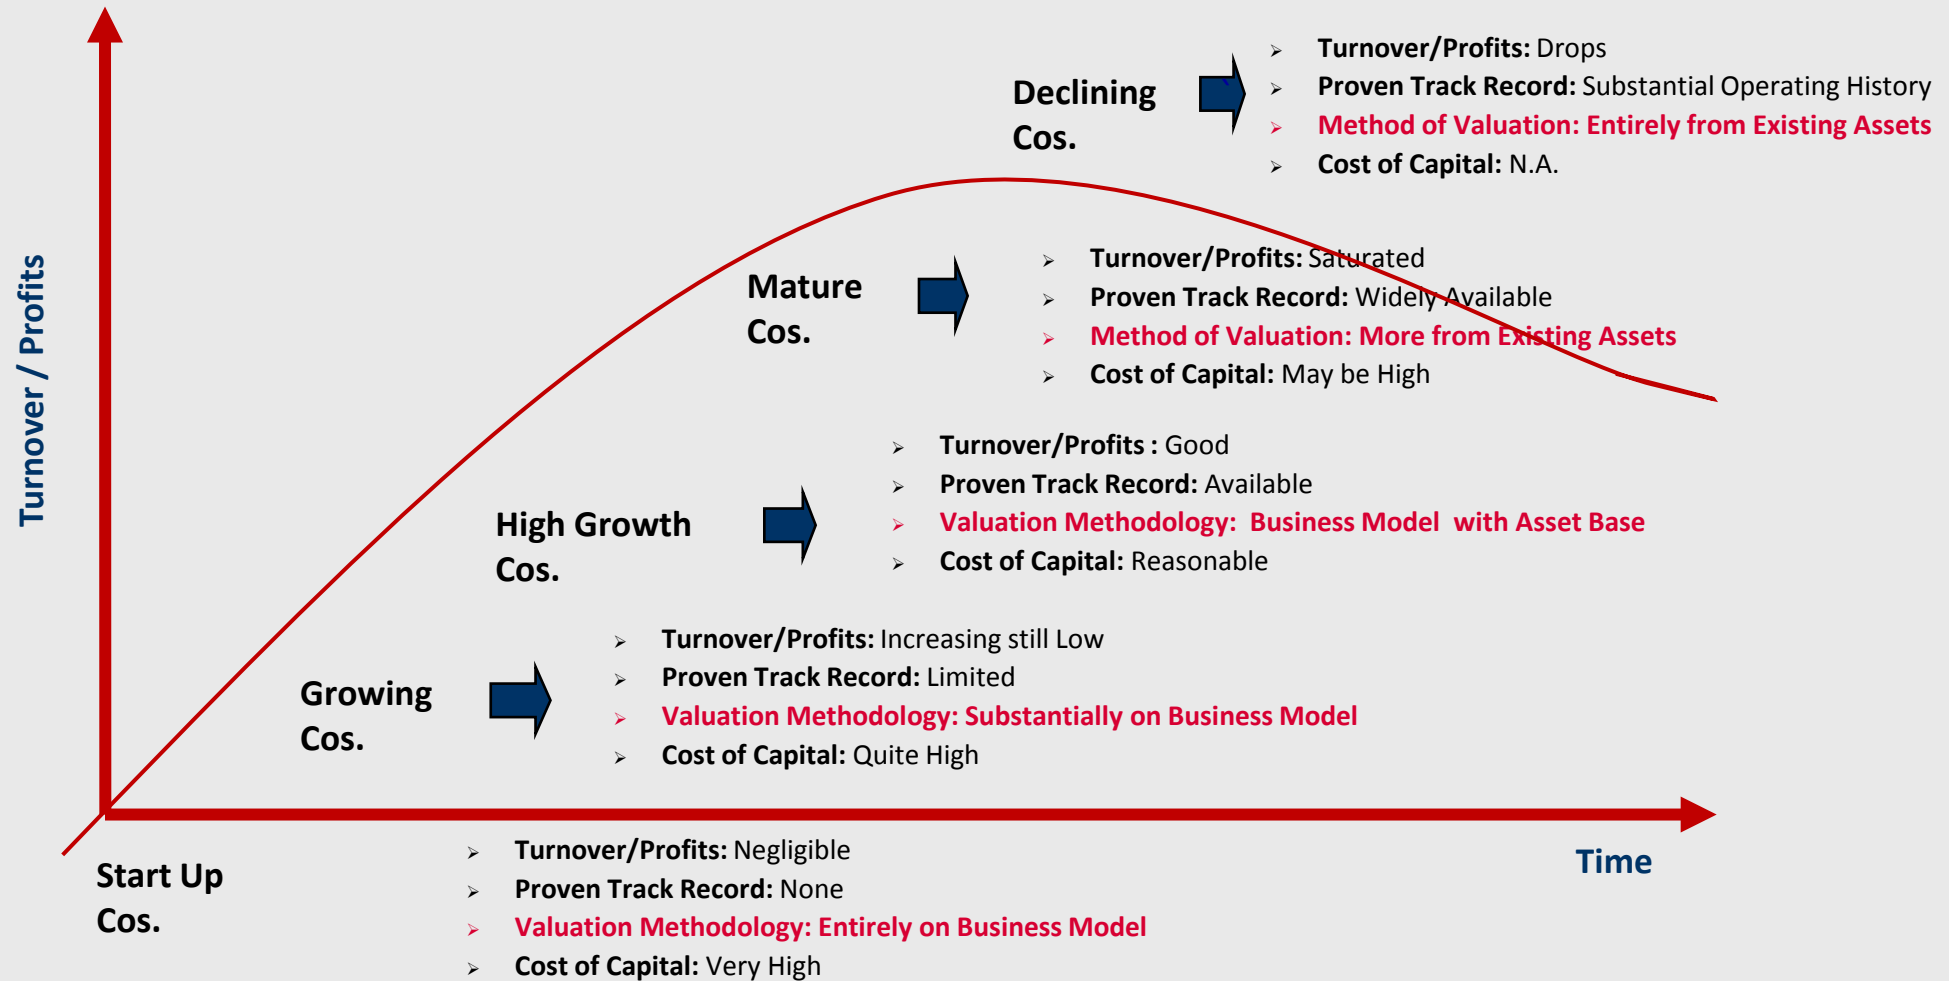 Turnover / Profits
Declining
Cos.
Turnover/Profits: Drops
Proven Track Record: Substantial Operating History
Method of Valuation: Entirely from Existing Assets
Cost of Capital: N.A.
Mature
Cos.
Turnover/Profits: Saturated
Proven Track Record: Widely Available
Method of Valuation: More from Existing Assets
Cost of Capital: May be High
High Growth
Cos.
Turnover/Profits : Good
Proven Track Record: Available
Valuation Methodology: Business Model with Asset Base
Cost of Capital: Reasonable
Growing
Cos.
Turnover/Profits: Increasing still Low
Proven Track Record: Limited
Valuation Methodology: Substantially on Business Model
Cost of Capital: Quite High
Start Up
Cos.
Turnover/Profits: Negligible
Proven Track Record: None
Valuation Methodology: Entirely on Business Model
Cost of Capital: Very High
Time